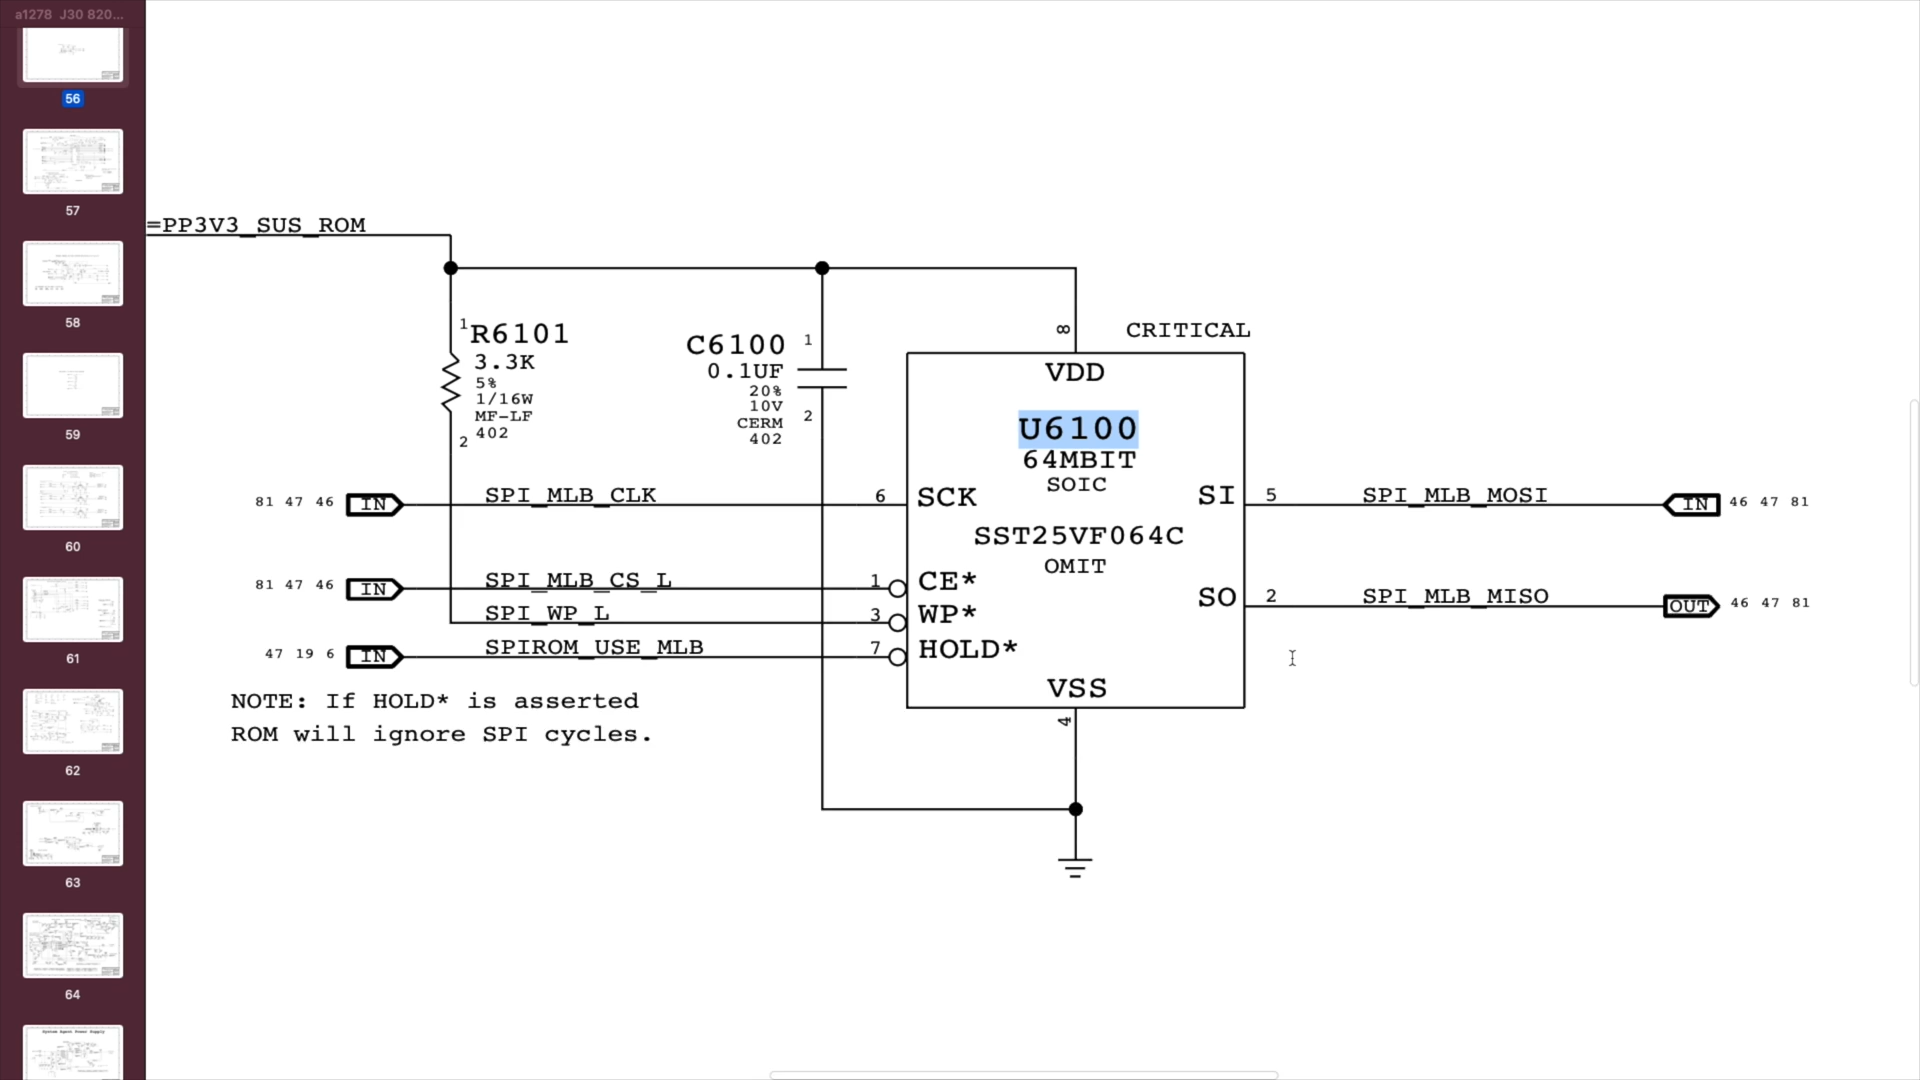 a1278 J30 820...
56
57
58
59
60
61
62
63
64
System Agent Power Supply
=PP3V3_SUS_ROM
1
R6101
3.3K
5%
1/16W
MF-LF
402
2
C6100
0.1UF
20%
10V
CERM
402
1
2
8
CRITICAL
VDD
U6100
64MBIT
SOIC
SST25VF064C
OMIT
81 47 46 IN SPI_MLB_CLK 6 SCK
SI 5 SPI_MLB_MOSI IN 46 47 81
81 47 46 IN SPI_MLB_CS_L 1 CE*
SPI_WP_L 3 WP*
SO 2 SPI_MLB_MISO OUT 46 47 81
47 19 6 IN SPIROM_USE_MLB 7 HOLD*
VSS
4
NOTE: If HOLD* is asserted
ROM will ignore SPI cycles.